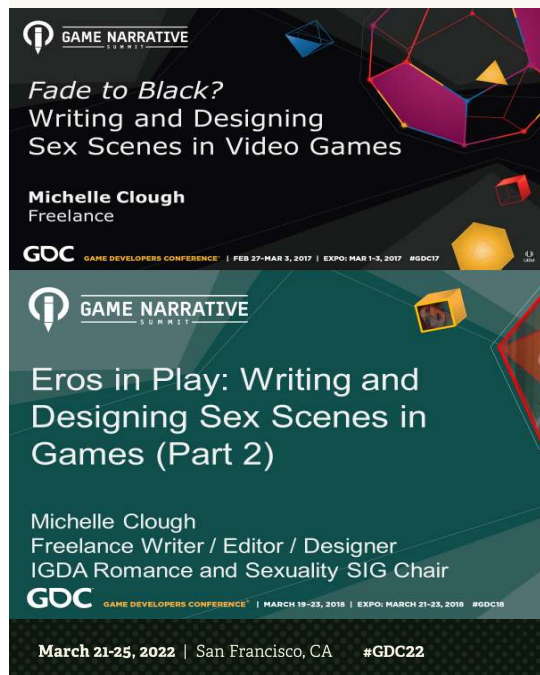 GAME NARRATIVE
SUMMIT
Fade to Black?
Writing and Designing
Sex Scenes in Video Games
Michelle Clough
Freelance
GDC GAME DEVELOPERS CONFERENCE | FEB 27-MAR 3, 2017 | EXPO: MAR 1-3, 2017 #GDC17
UBM
GAME NARRATIVE
SUMMIT
Eros in Play: Writing and
Designing Sex Scenes in
Games (Part 2)
Michelle Clough
Freelance Writer / Editor / Designer
IGDA Romance and Sexuality SIG Chair
GDC GAME DEVELOPERS CONFERENCE | MARCH 19-23, 2018 | EXPO: MARCH 21-23, 2018 #GDC18
March 21-25, 2022 | San Francisco, CA #GDC22